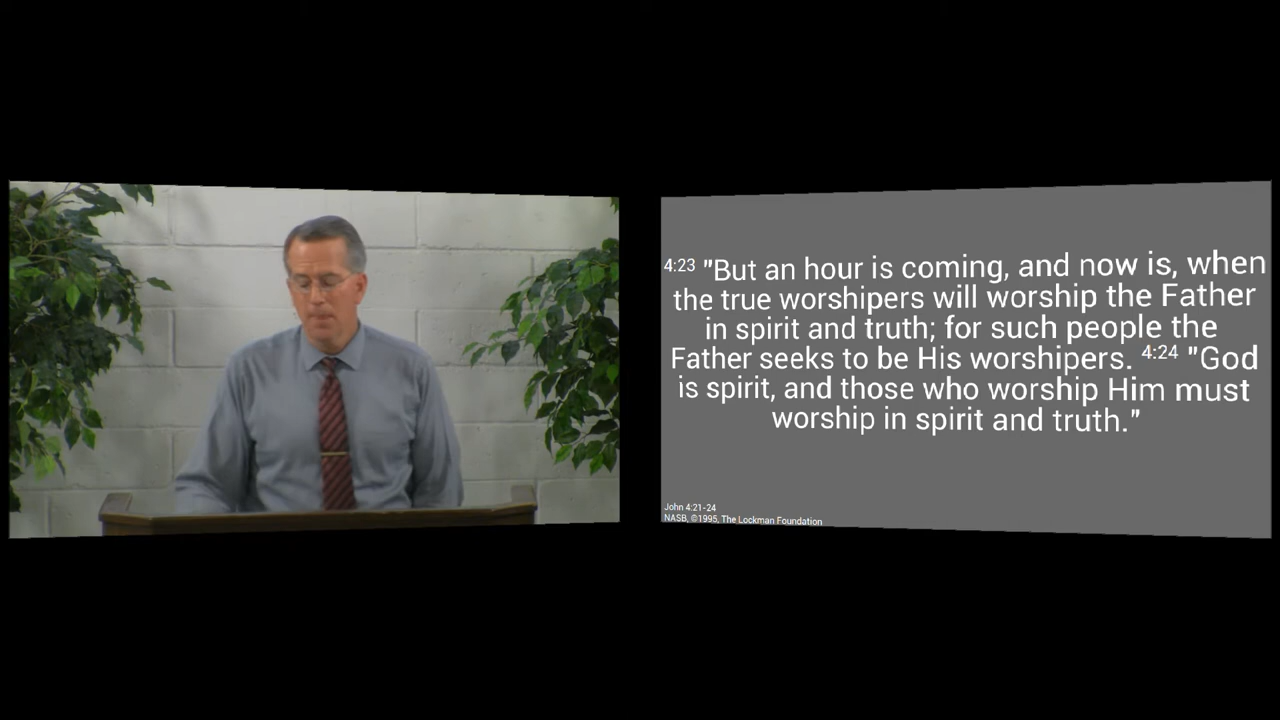 4:23 "But an hour is coming, and now is, when
the true worshipers will worship the Father
in spirit and truth; for such people the
Father seeks to be His worshipers. 4:24 "God
is spirit, and those who worship Him must
worship in spirit and truth."
John 4:21-24
NASB, ©1995, The Lockman Foundation